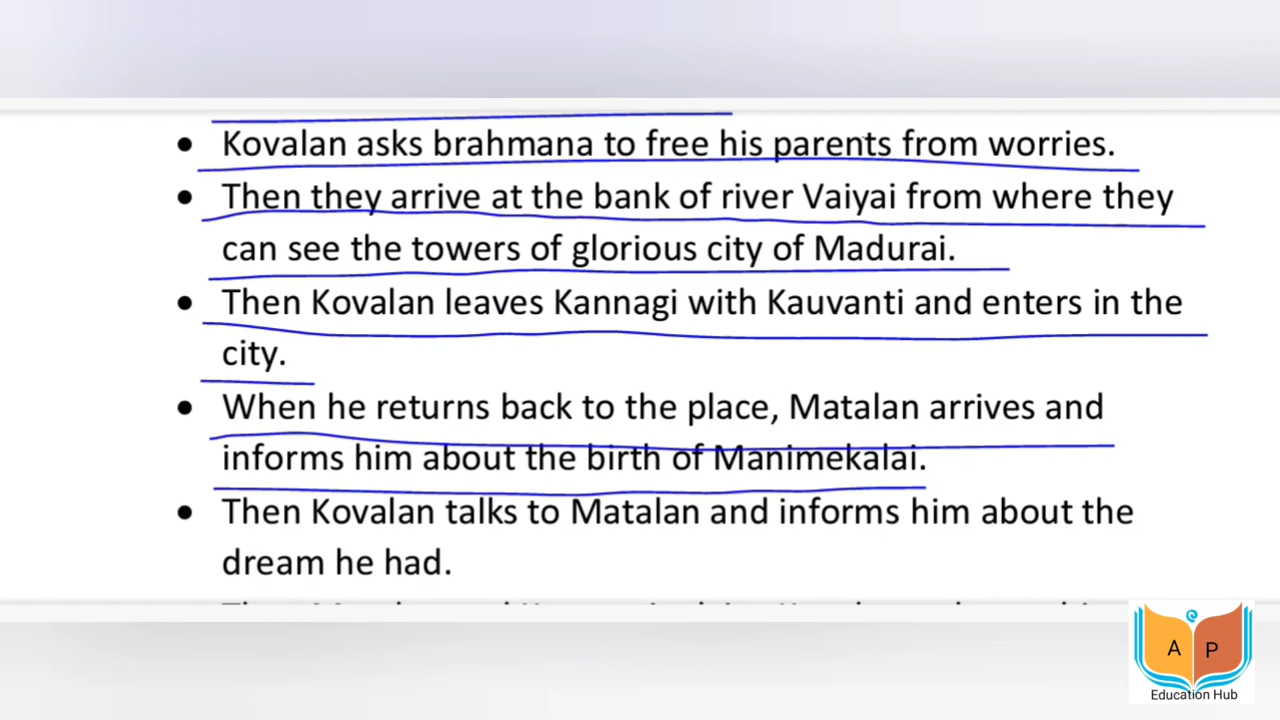 • Kovalan asks brahmana to free his parents from worries.
• Then they arrive at the bank of river Vaiyai from where they
can see the towers of glorious city of Madurai.
• Then Kovalan leaves Kannagi with Kauvanti and enters in the
city.
• When he returns back to the place, Matalan arrives and
informs him about the birth of Manimekalai.
• Then Kovalan talks to Matalan and informs him about the
dream he had.
A P
Education Hub